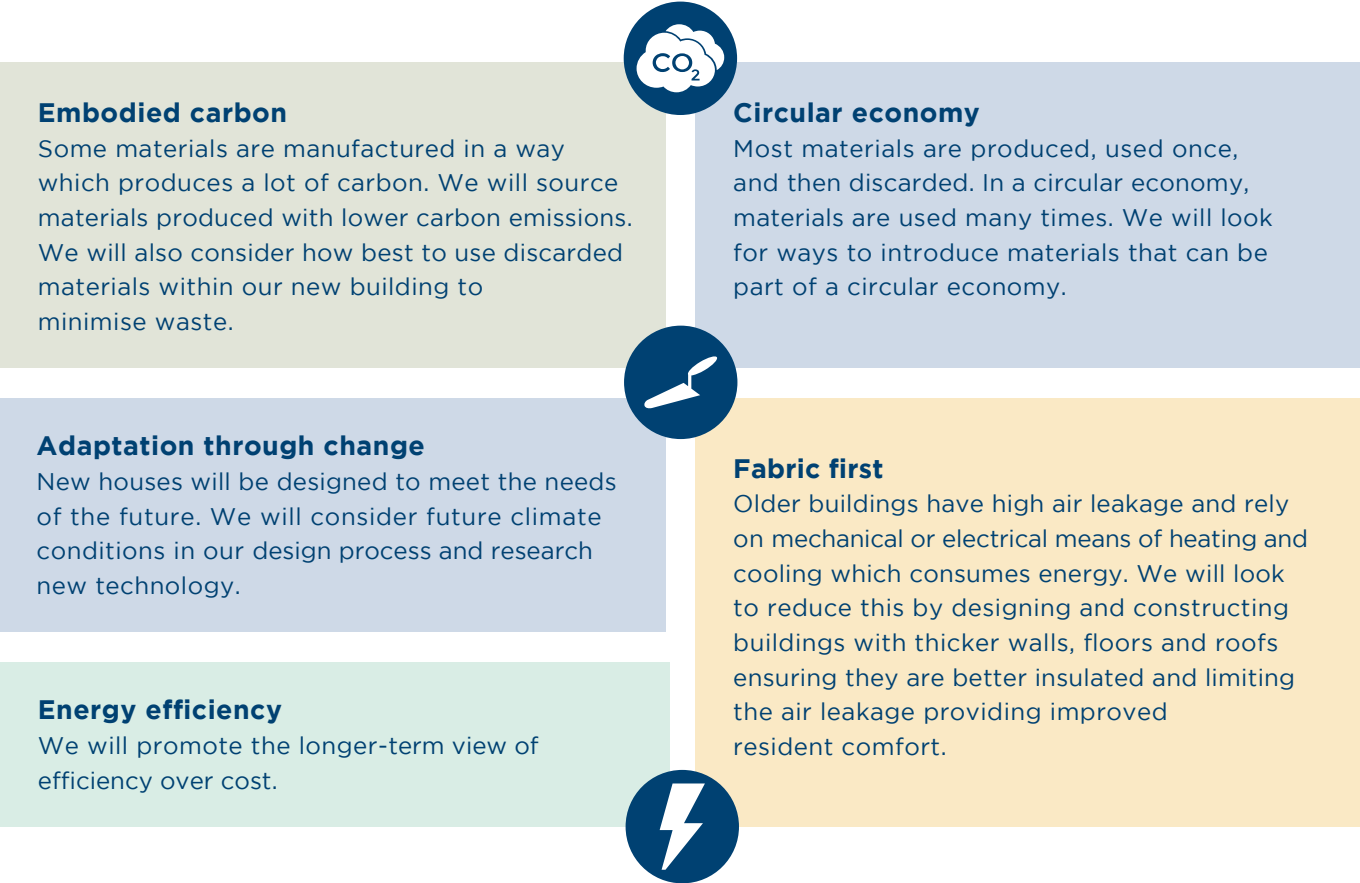 CO2
Embodied carbon
Some materials are manufactured in a way
which produces a lot of carbon. We will source
materials produced with lower carbon emissions.
We will also consider how best to use discarded
materials within our new building to
minimise waste.
Circular economy
Most materials are produced, used once,
and then discarded. In a circular economy,
materials are used many times. We will look
for ways to introduce materials that can be
part of a circular economy.
Adaptation through change
New houses will be designed to meet the needs
of the future. We will consider future climate
conditions in our design process and research
new technology.
Fabric first
Older buildings have high air leakage and rely
on mechanical or electrical means of heating and
cooling which consumes energy. We will look
to reduce this by designing and constructing
buildings with thicker walls, floors and roofs
ensuring they are better insulated and limiting
the air leakage providing improved
resident comfort.
Energy efficiency
We will promote the longer-term view of
efficiency over cost.